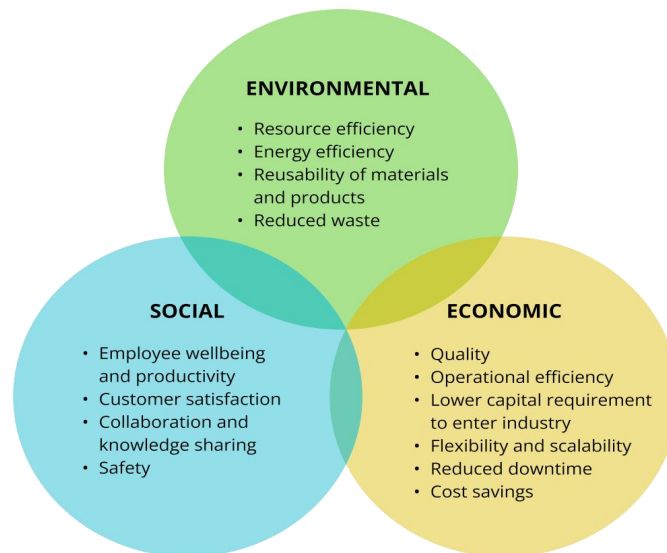 ENVIRONMENTAL
• Resource efficiency
• Energy efficiency
• Reusability of materials
and products
• Reduced waste
SOCIAL
• Employee wellbeing
and productivity
• Customer satisfaction
• Collaboration and
knowledge sharing
• Safety
ECONOMIC
• Quality
• Operational efficiency
• Lower capital requirement
to enter industry
• Flexibility and scalability
• Reduced downtime
• Cost savings